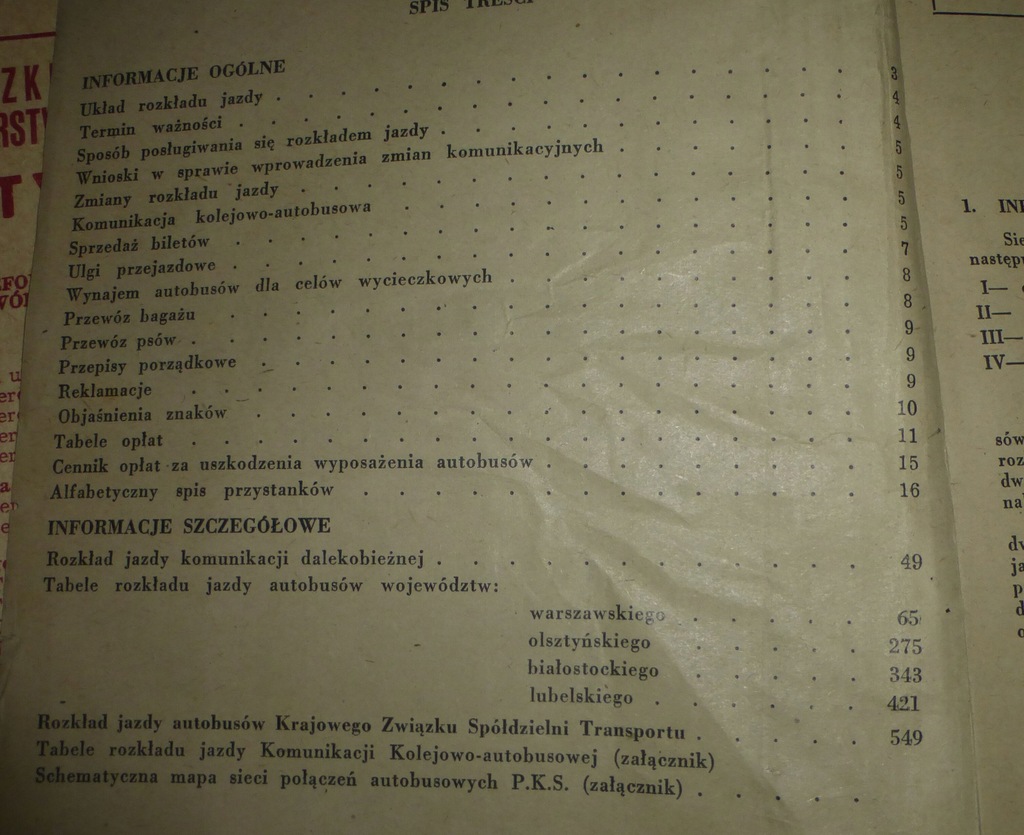 SPIS TREŚCI
INFORMACJE OGÓLNE
Układ rozkładu jazdy . . . . . . . . . . . . . . 3
Termin ważności . . . . . . . . . . . . . . 4
Sposób posługiwania się rozkładem jazdy . . . . . . . . . . . 4
Wnioski w sprawie wprowadzenia zmian komunikacyjnych . . . . . . . 5
Zmiany rozkładu jazdy . . . . . . . . . . . . . . 5
Komunikacja kolejowo-autobusowa . . . . . . . . . . . . 5
Sprzedaż biletów . . . . . . . . . . . . . . . 5
Ulgi przejazdowe . . . . . . . . . . . . . . . 7
Wynajem autobusów dla celów wycieczkowych . . . . . . . . . 8
Przewóz bagażu . . . . . . . . . . . . . . . 8
Przewóz psów . . . . . . . . . . . . . . . . 9
Przepisy porządkowe . . . . . . . . . . . . . . 9
Reklamacje . . . . . . . . . . . . . . . . 9
Objaśnienia znaków . . . . . . . . . . . . . . 10
Tabele opłat . . . . . . . . . . . . . . . . 11
Cennik opłat za uszkodzenia wyposażenia autobusów . . . . . . . . 15
Alfabetyczny spis przystanków . . . . . . . . . . . . 16
INFORMACJE SZCZEGÓŁOWE
Rozkład jazdy komunikacji dalekobieżnej . . . . . . . . . . . 49
Tabele rozkładu jazdy autobusów województw:
warszawskiego . . . . . . 65
olsztyńskiego . . . . . . 275
białostockiego . . . . . . 343
lubelskiego . . . . . . 421
Rozkład jazdy autobusów Krajowego Związku Spółdzielni Transportu . . . . . 549
Tabele rozkładu jazdy Komunikacji Kolejowo-autobusowej (załącznik)
Schematyczna mapa sieci połączeń autobusowych P.K.S. (załącznik) . . . . .
1.
I—
II—
III—
IV—